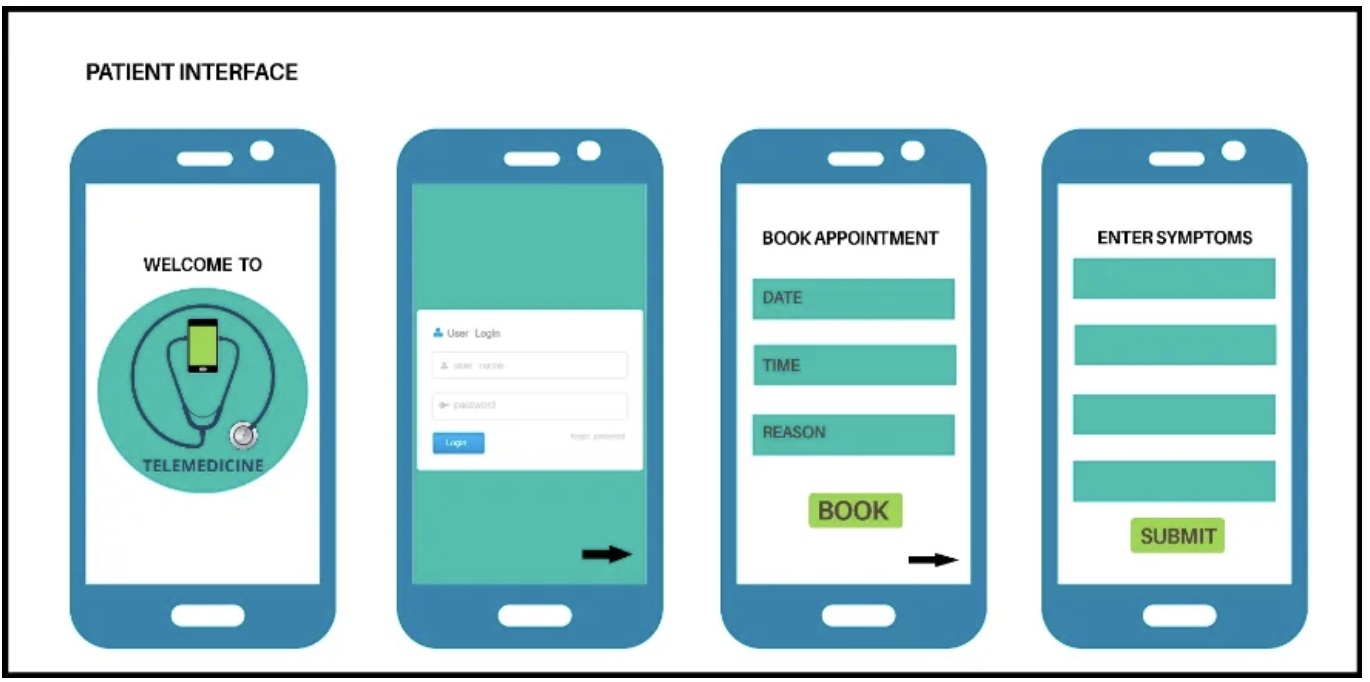 PATIENT INTERFACE
WELCOME TO
TELEMEDICINE
User Login
user name
password
Login
forgot password
BOOK APPOINTMENT
DATE
TIME
REASON
BOOK
ENTER SYMPTOMS
SUBMIT